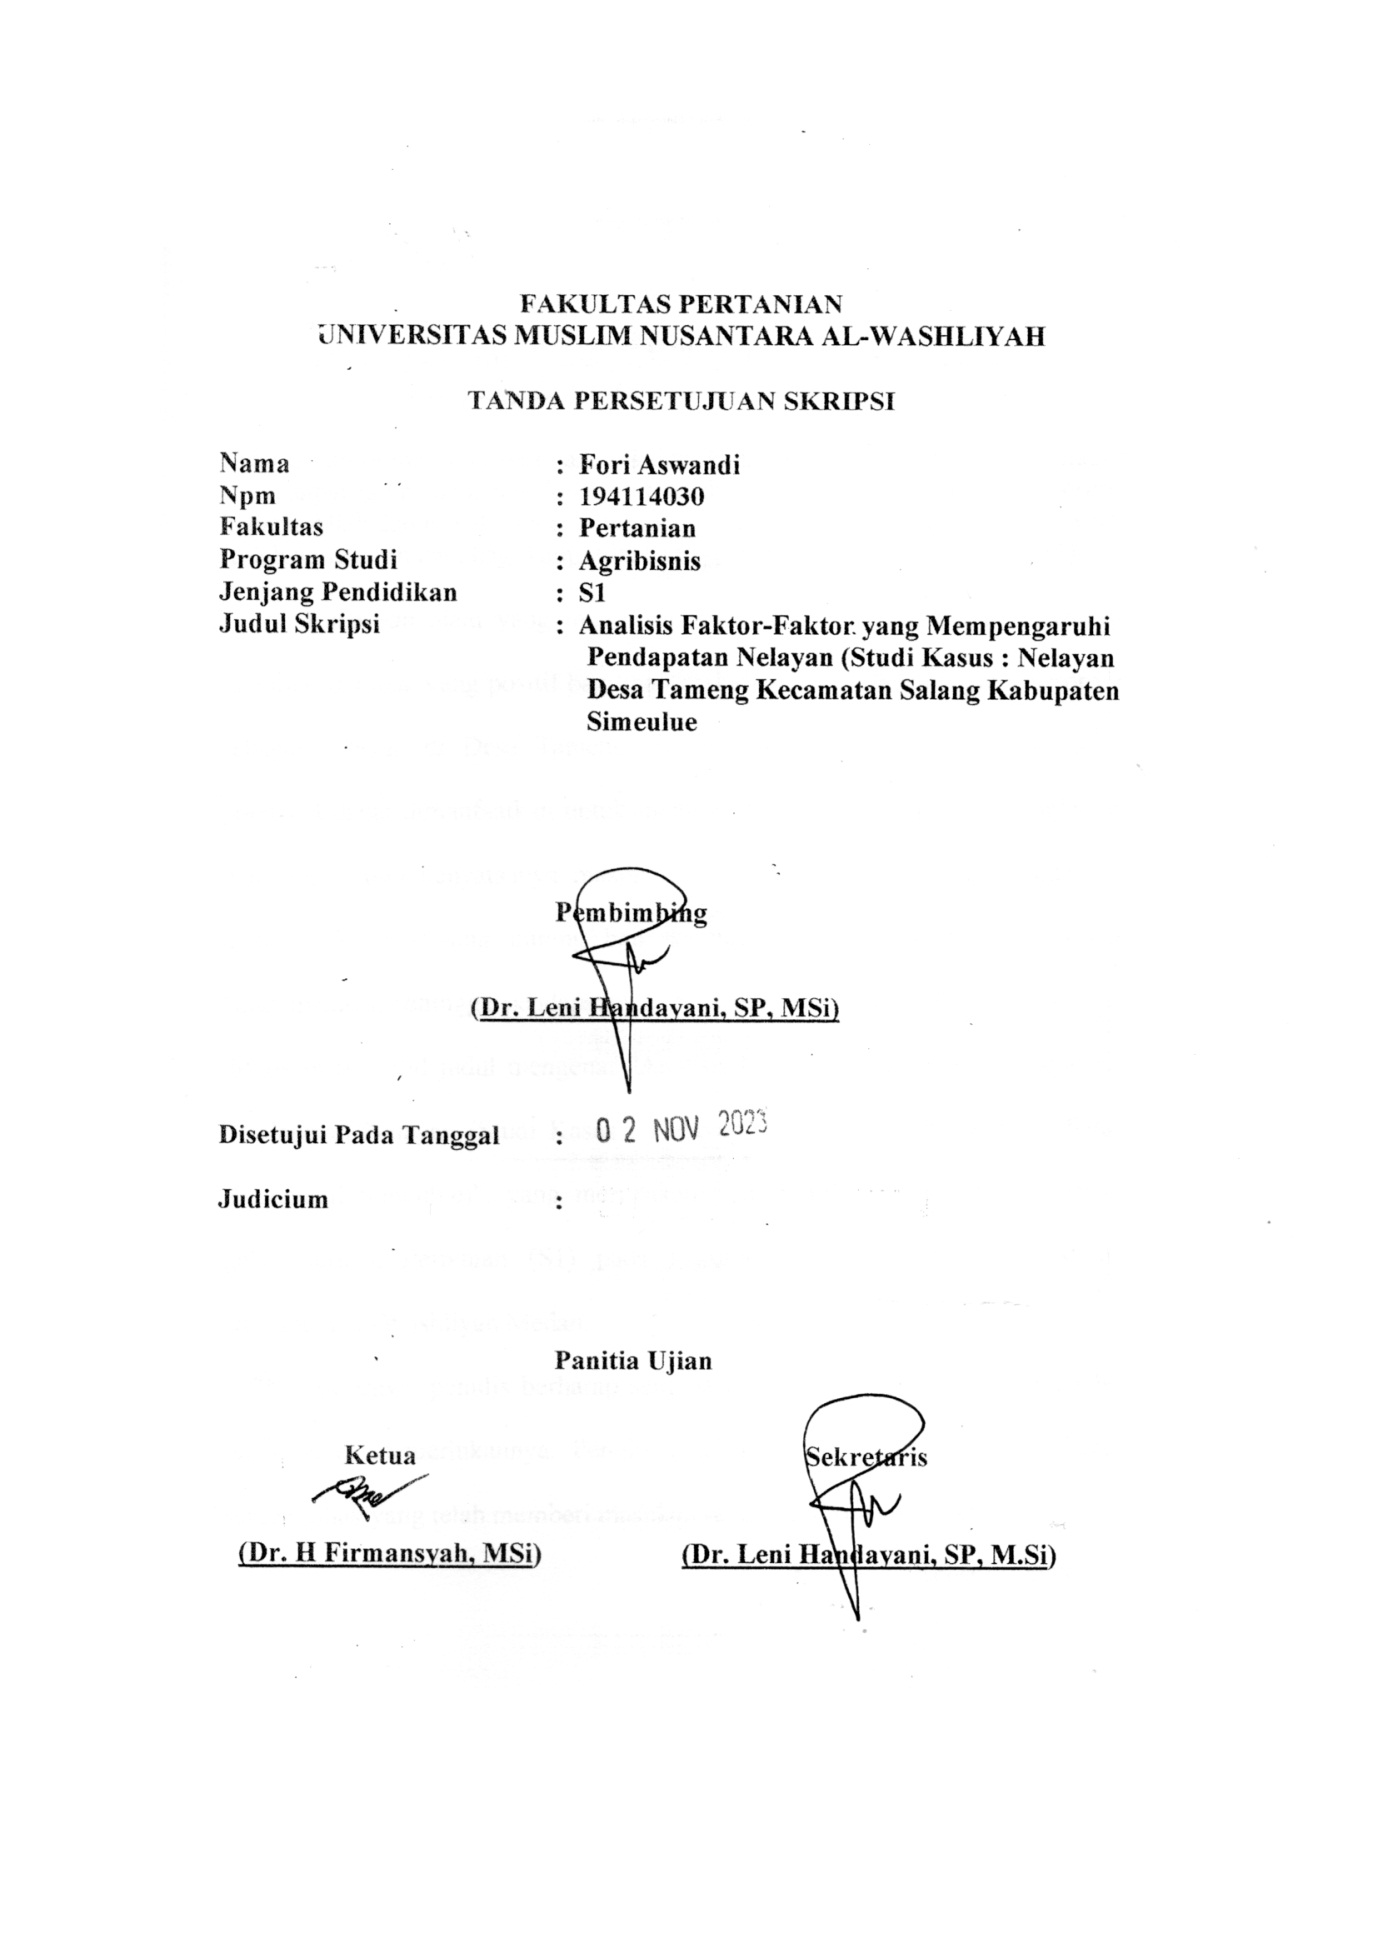 FAKULTAS PERTANIAN
UNIVERSITAS MUSLIM NUSANTARA AL-WASHLIYAH
TANDA PERSETUJUAN SKRIPSI
Nama : Fori Aswandi
Npm : 194114030
Fakultas : Pertanian
Program Studi : Agribisnis
Jenjang Pendidikan : S1
Judul Skripsi : Analisis Faktor-Faktor yang Mempengaruhi
Pendapatan Nelayan (Studi Kasus : Nelayan
Desa Tameng Kecamatan Salang Kabupaten
Simeulue
Pembimbing
(Dr. Leni Handayani, SP, MSi)
Disetujui Pada Tanggal : 02 NOV 2023
Judicium :
Panitia Ujian
Ketua Sekretaris
(Dr. H Firmansyah, MSi) (Dr. Leni Handayani, SP, M.Si)